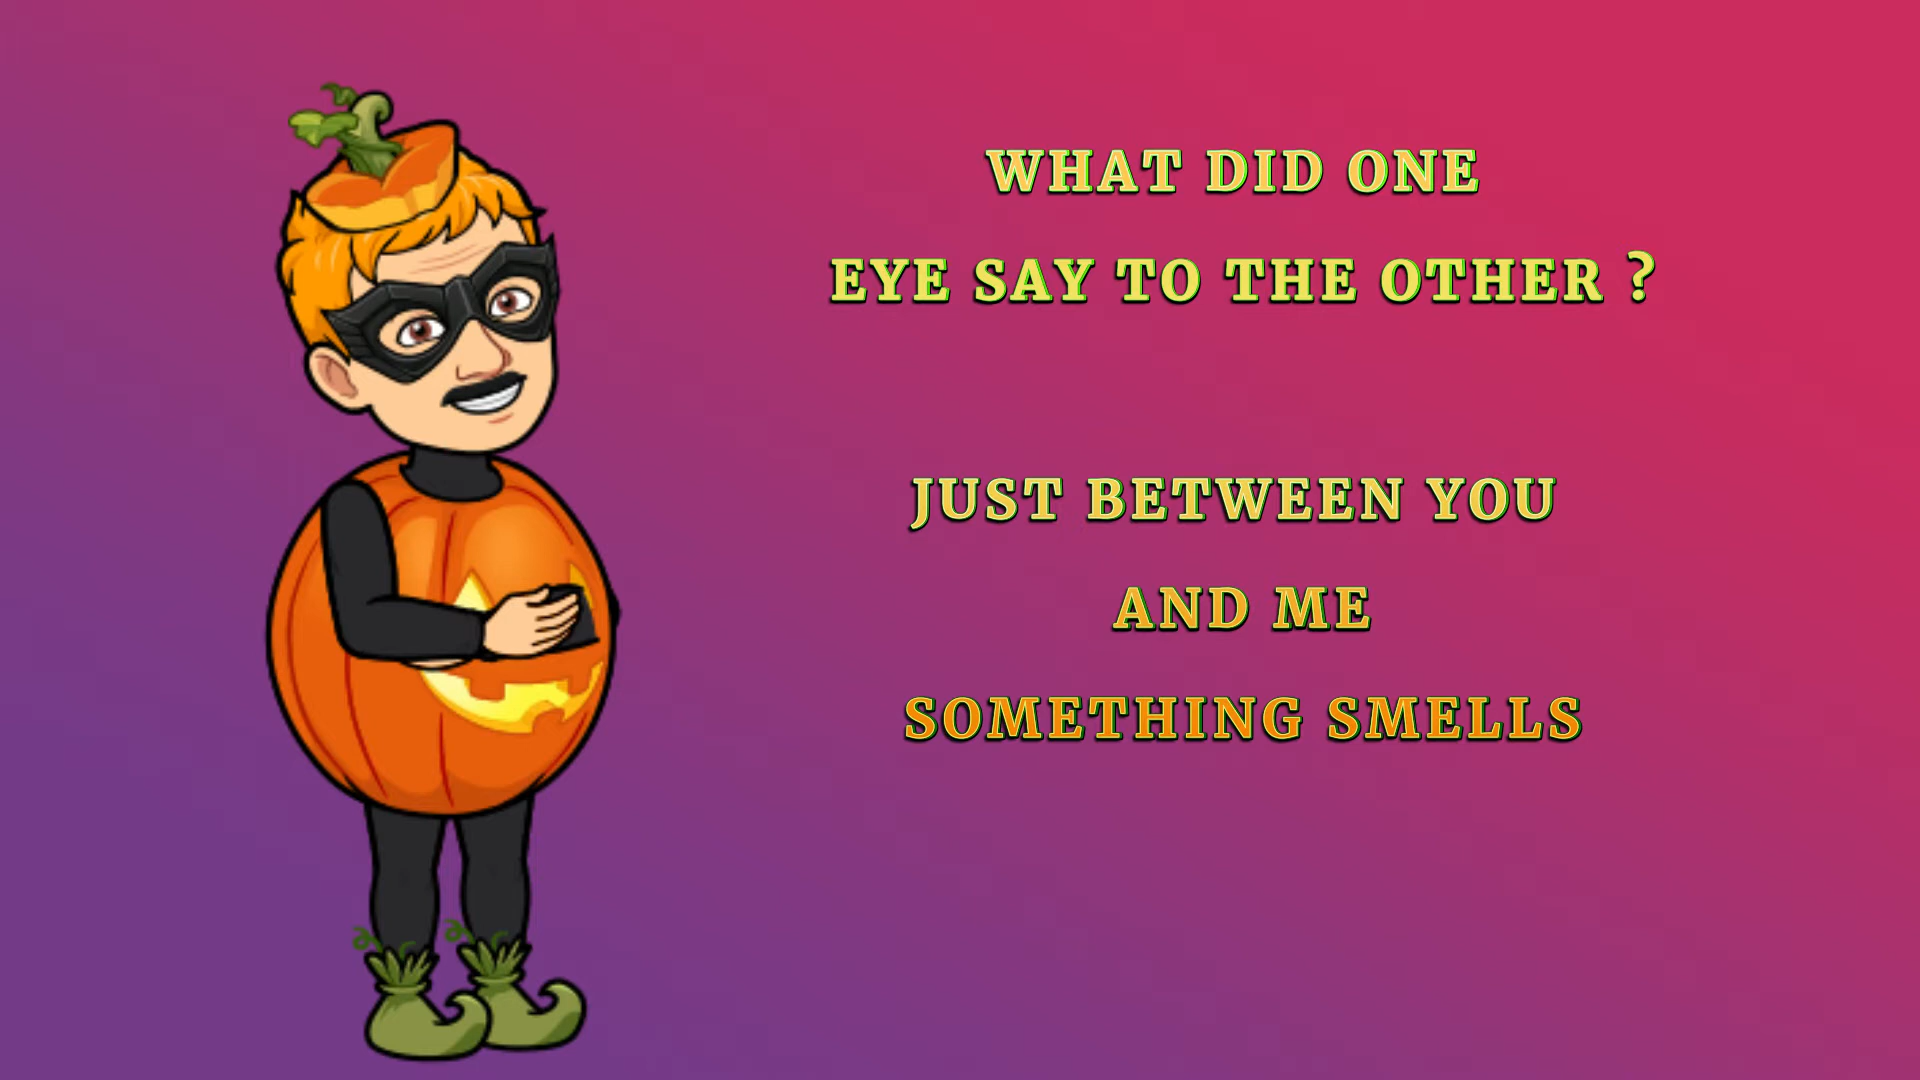 WHAT DID ONE
EYE SAY TO THE OTHER ?
JUST BETWEEN YOU
AND ME
SOMETHING SMELLS